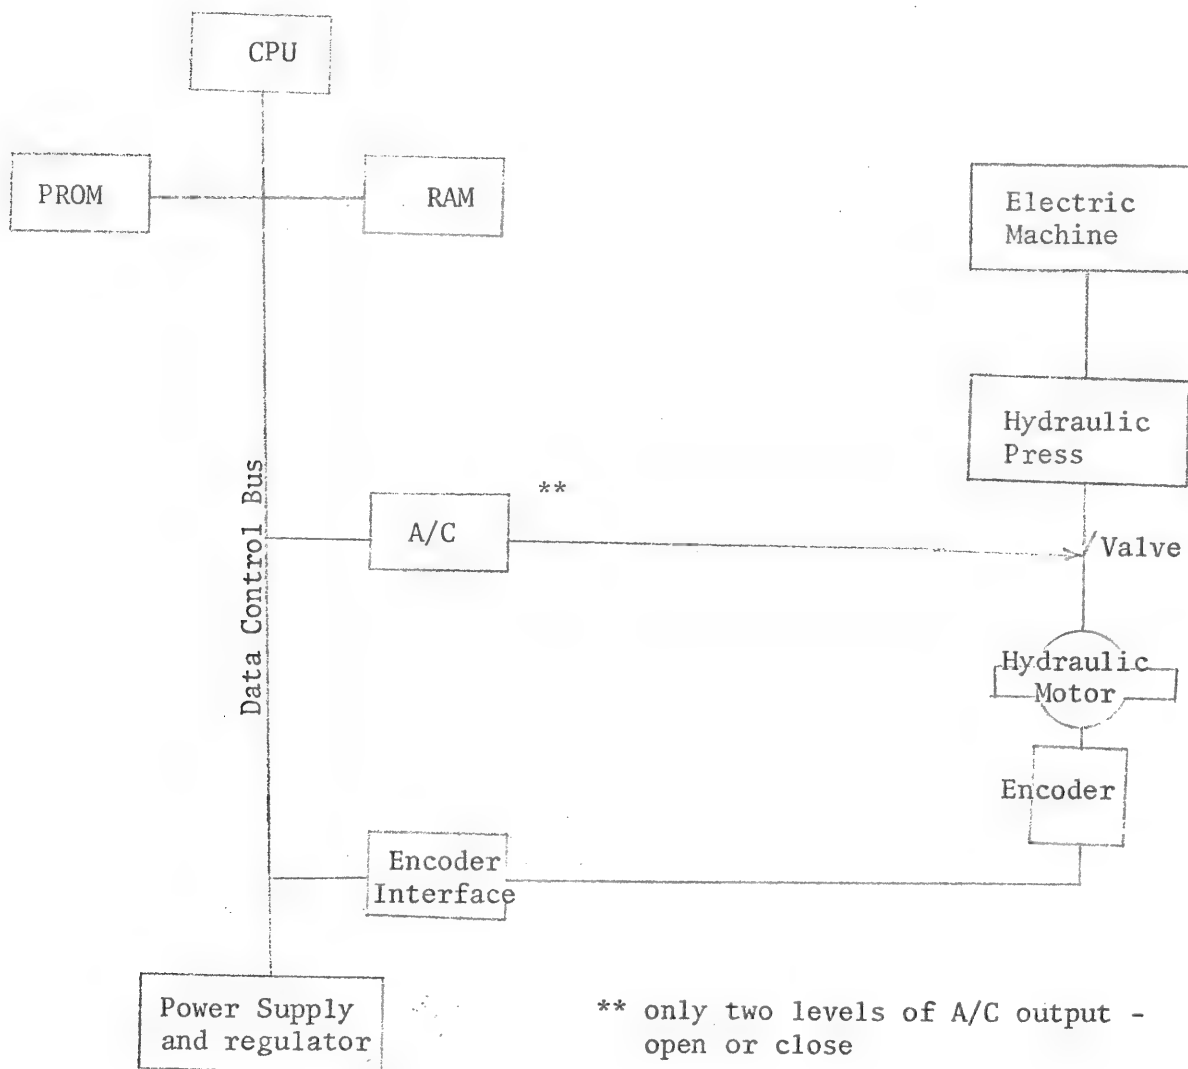 CPU
PROM
RAM
Electric
Machine
Hydraulic
Press
**
A/C
Valve
Data Control Bus
Hydraulic
Motor
Encoder
Encoder
Interface
Power Supply
and regulator
** only two levels of A/C output -
open or close